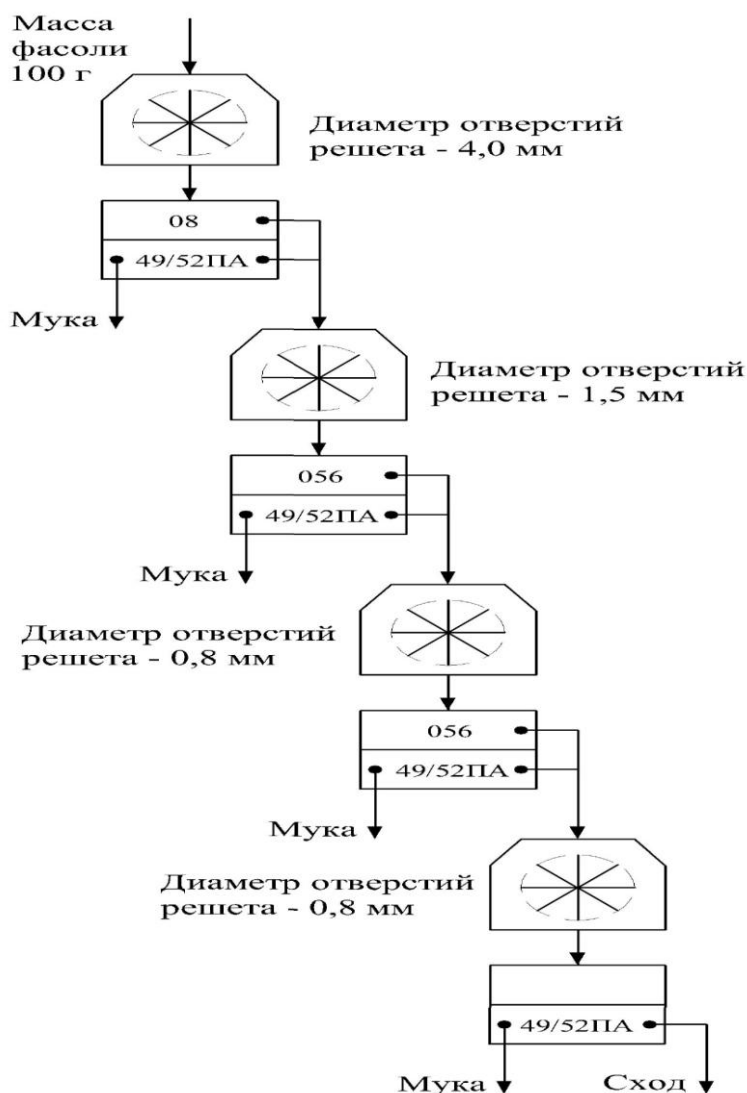 Масса
фасоли
100 г
Диаметр отверстий
решета - 4,0 мм
08
49/52ПА
Мука
Диаметр отверстий
решета - 1,5 мм
056
49/52ПА
Мука
Диаметр отверстий
решета - 0,8 мм
056
49/52ПА
Мука
Диаметр отверстий
решета - 0,8 мм
49/52ПА
Мука
Сход